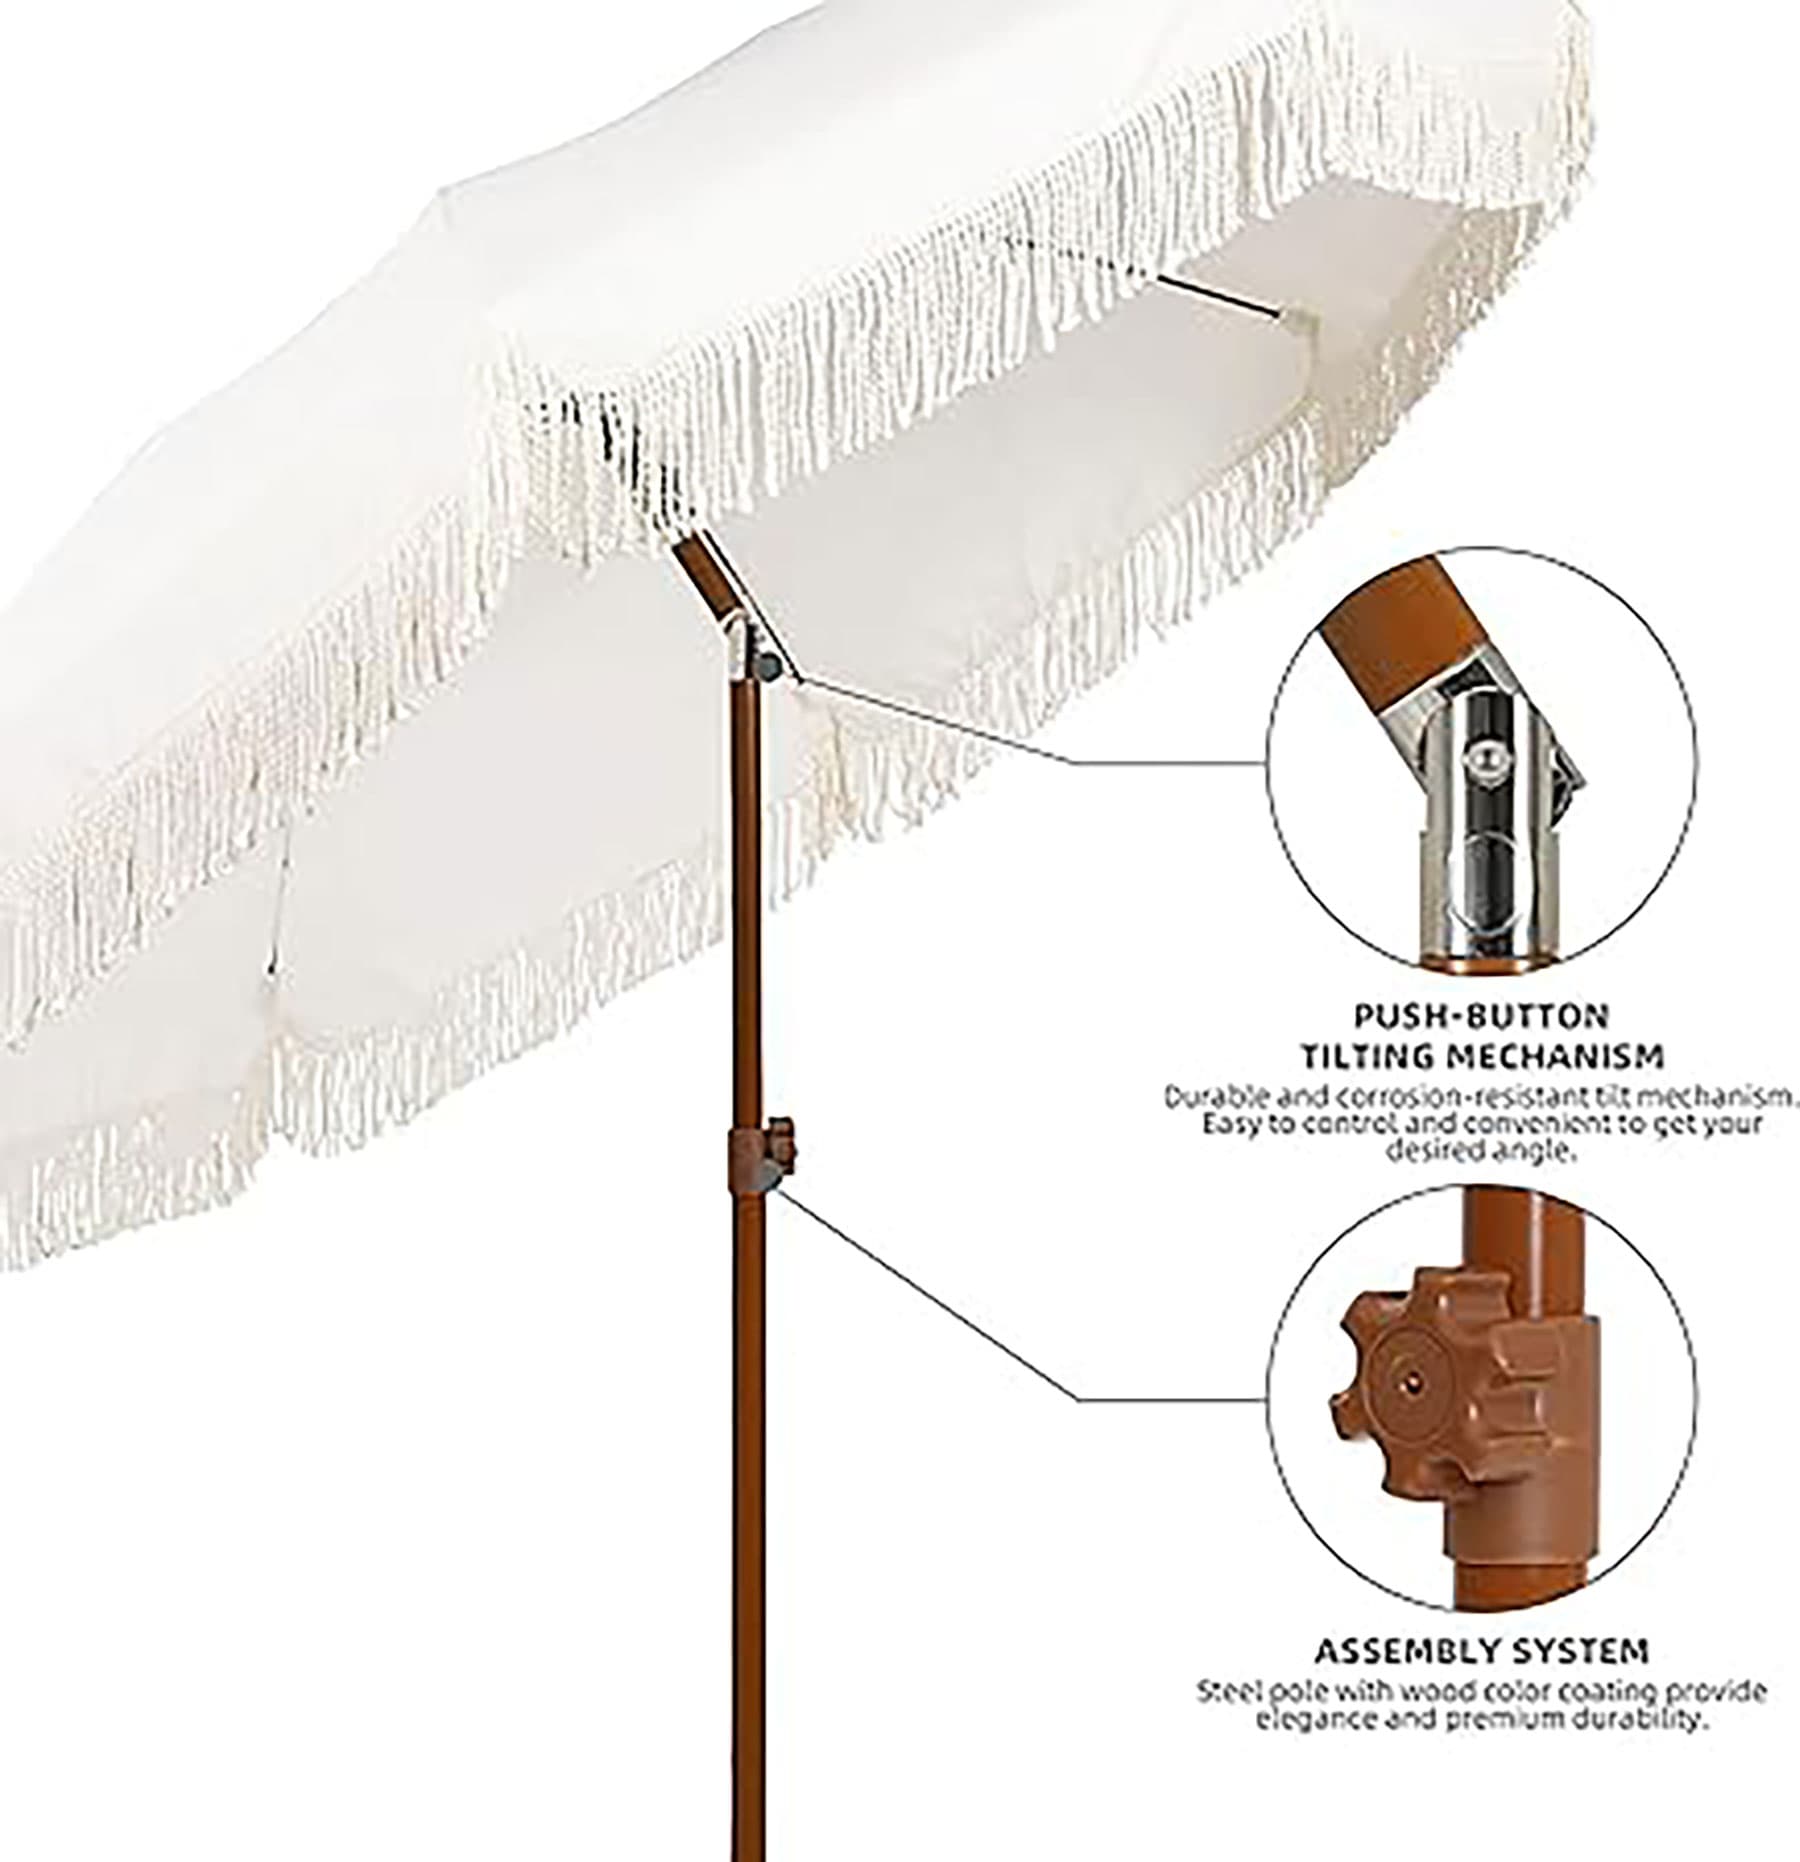 PUSH-BUTTON
TILTING MECHANISM
Durable and corrosion-resistant tilt mechanism.
Easy to control and convenient to get your
desired angle.
ASSEMBLY SYSTEM
Steel pole with wood color coating provide
elegance and premium durability.